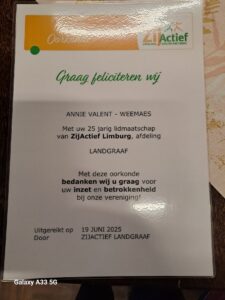 Oorkonde
ZijActief
Graag feliciteren wij
ANNIE VALENT - WEEMAES
Met uw 25 jarig lidmaatschap
van ZijActief Limburg, afdeling
LANDGRAAF
Met deze oorkonde
bedanken wij u graag voor
uw inzet en betrokkenheid
bij onze vereniging!
Uitgereikt op 19 JUNI 2025
Door ZIJACTIEF LANDGRAAF
Galaxy A33 5G